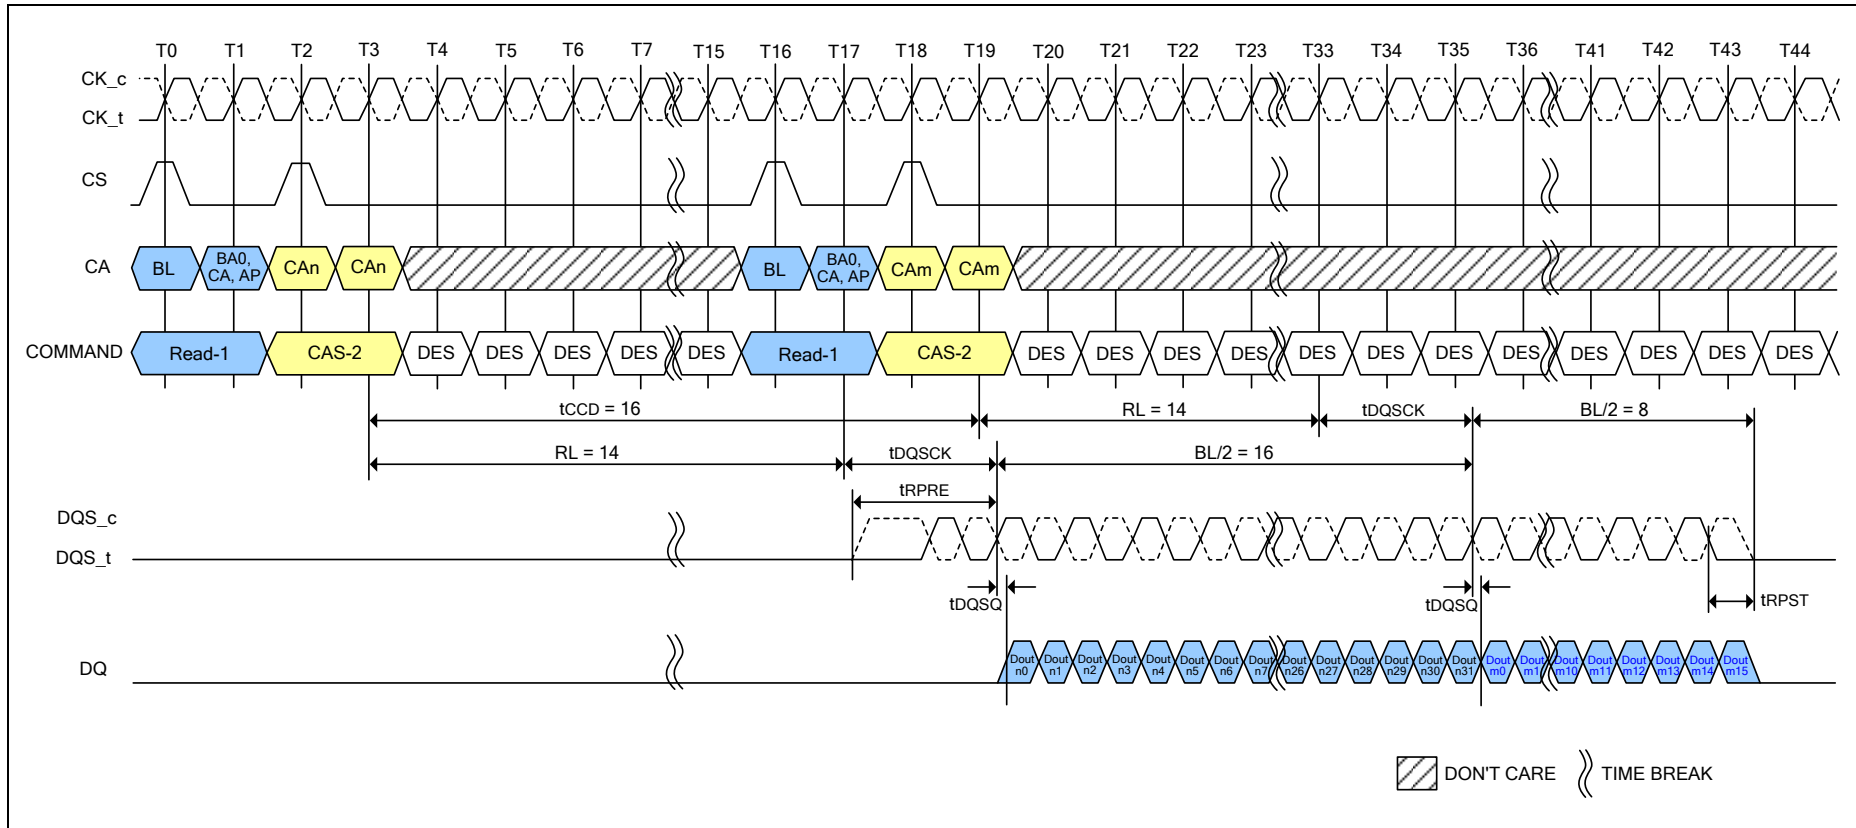 T0 T1 T2 T3 T4 T5 T6 T7 T15 T16 T17 T18 T19 T20 T21 T22 T23 T33 T34 T35 T36 T41 T42 T43 T44
CK_c
CK_t
CS
CA BL BA0, CA, AP CAn CAn BL BA0, CA, AP CAm CAm
COMMAND Read-1 CAS-2 DES DES DES DES DES Read-1 CAS-2 DES DES DES DES DES DES DES DES DES DES DES DES
tCCD = 16 RL = 14 tDQSCK BL/2 = 8
RL = 14 tDQSCK BL/2 = 16
tRPRE
DQS_c
DQS_t
tDQSQ tDQSQ tRPST
DQ Dout n0 Dout n1 Dout n2 Dout n3 Dout n4 Dout n5 Dout n6 Dout n7 Dout n26 Dout n27 Dout n28 Dout n29 Dout n30 Dout n31 Dout m0 Dout m1 Dout m10 Dout m11 Dout m12 Dout m13 Dout m14 Dout m15
DON'T CARE TIME BREAK